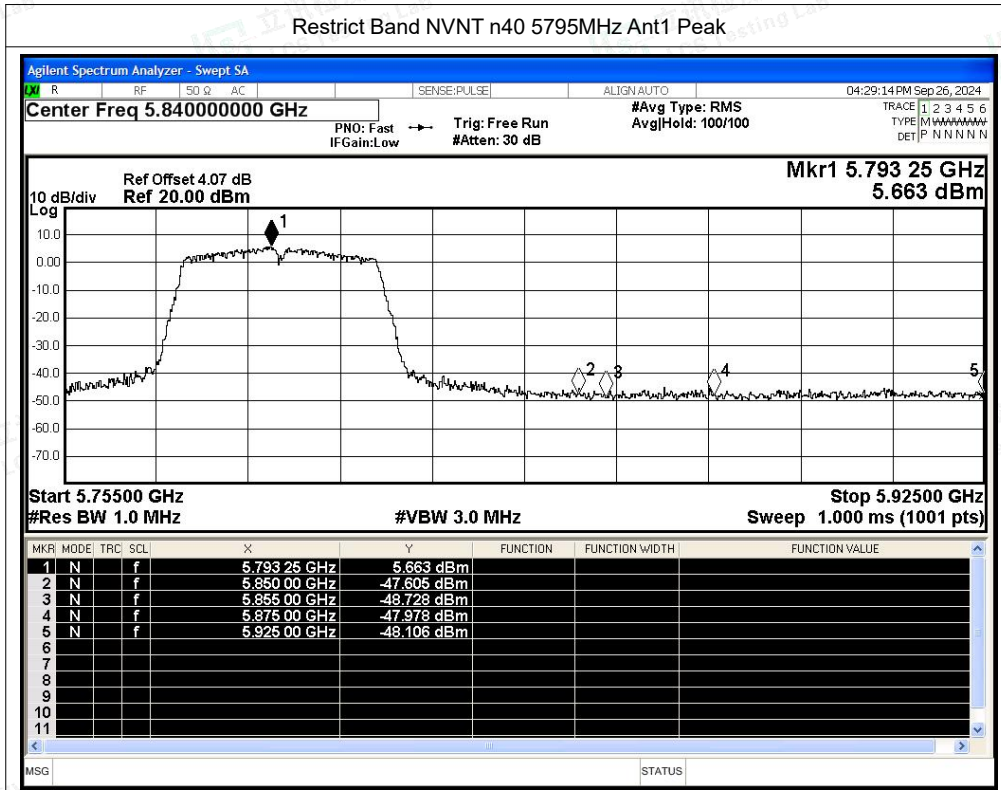 Restrict Band NVNT n40 5795MHz Ant1 Peak
Agilent Spectrum Analyzer - Swept SA
LXI R RF 50 Ω AC SENSE:PULSE ALIGN AUTO 04:29:14 PM Sep 26, 2024
Center Freq 5.840000000 GHz #Avg Type: RMS TRACE 1 2 3 4 5 6
PNO: Fast Trig: Free Run Avg|Hold: 100/100 TYPE M WWWWW
IFGain:Low #Atten: 30 dB DET P N N N N N
Mkr1 5.793 25 GHz
Ref Offset 4.07 dB
10 dB/div Ref 20.00 dBm 5.663 dBm
Log
10.0
0.00
-10.0
-20.0
-30.0
-40.0
-50.0
-60.0
-70.0
1
2 3 4 5
Start 5.75500 GHz Stop 5.92500 GHz
#Res BW 1.0 MHz #VBW 3.0 MHz Sweep 1.000 ms (1001 pts)
MKR MODE TRC SCL X Y FUNCTION FUNCTION WIDTH FUNCTION VALUE
1 N f 5.793 25 GHz 5.663 dBm
2 N f 5.850 00 GHz -47.605 dBm
3 N f 5.855 00 GHz -48.728 dBm
4 N f 5.875 00 GHz -47.978 dBm
5 N f 5.925 00 GHz -48.106 dBm
6
7
8
9
10
11
MSG STATUS